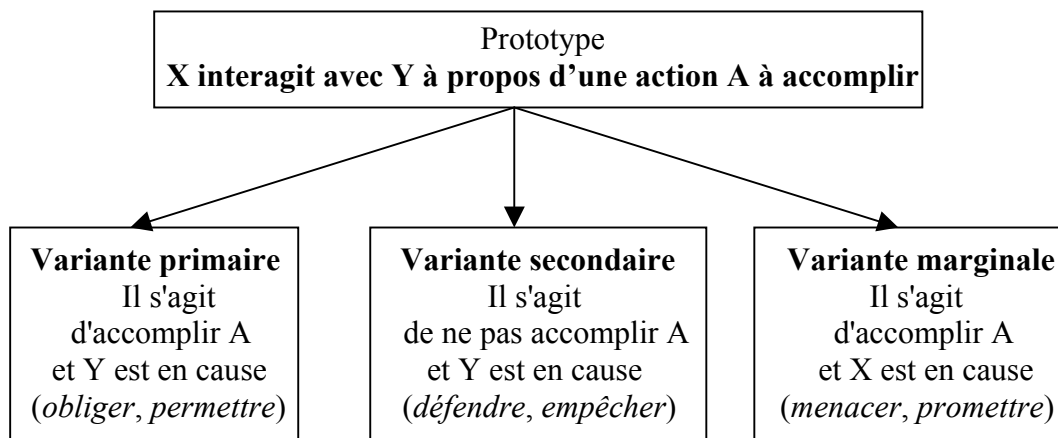 Prototype
X interagit avec Y à propos d’une action A à accomplir
Variante primaire
Il s'agit
d'accomplir A
et Y est en cause
(obliger, permettre)
Variante secondaire
Il s'agit
de ne pas accomplir A
et Y est en cause
(défendre, empêcher)
Variante marginale
Il s'agit
d'accomplir A
et X est en cause
(menacer, promettre)